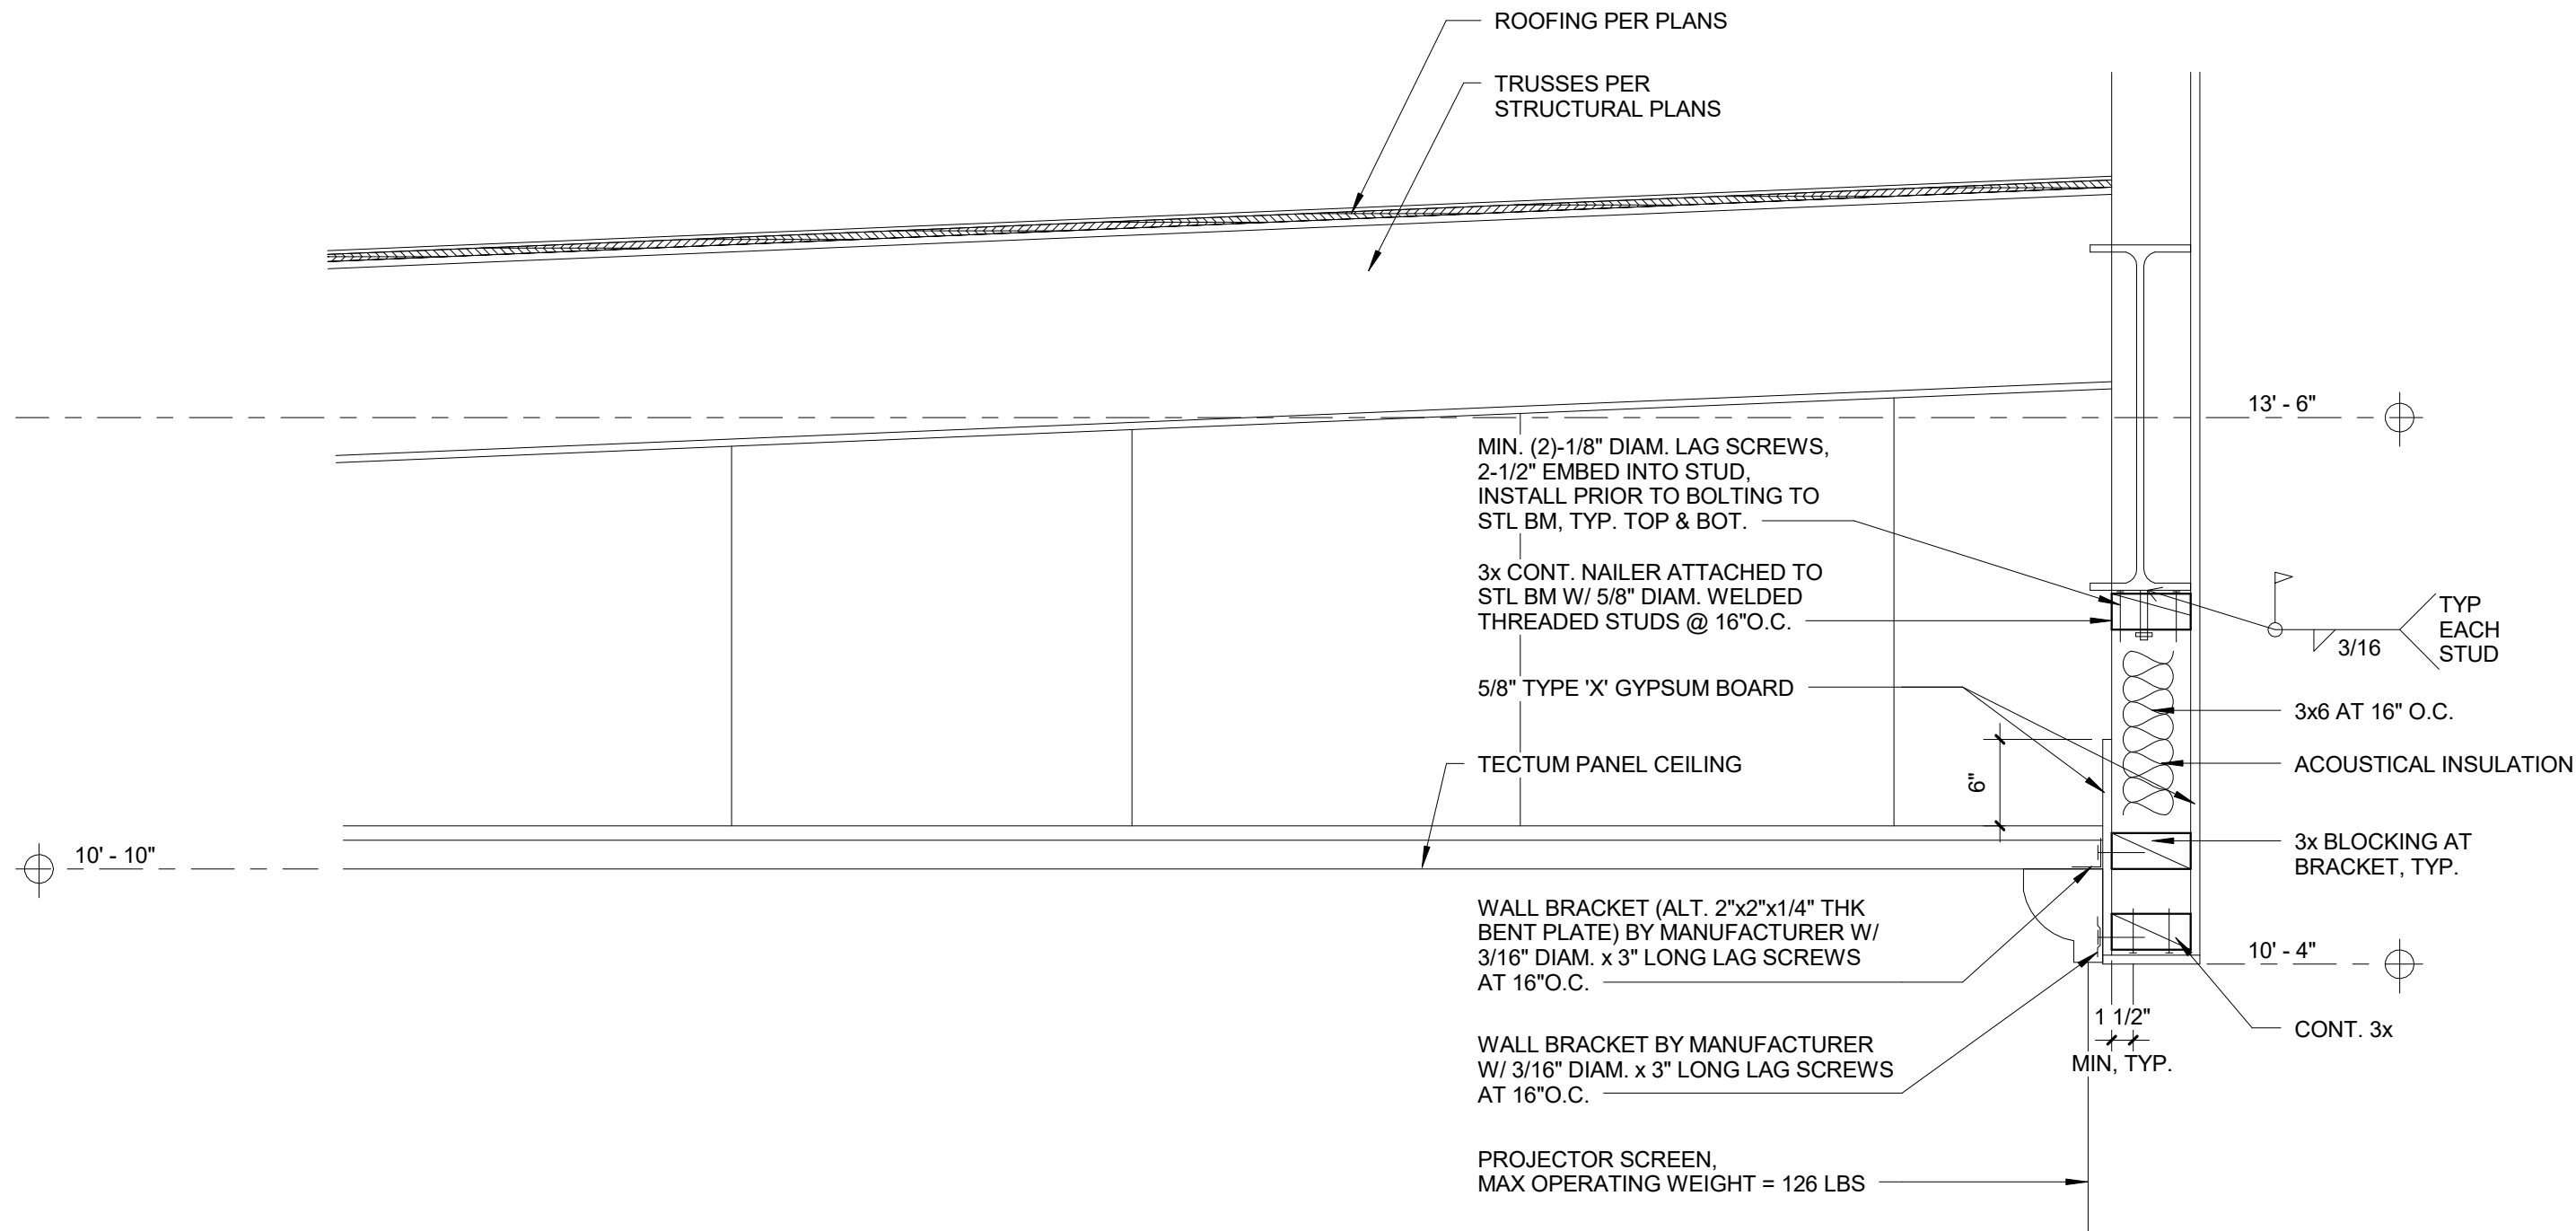 ROOFING PER PLANS
TRUSSES PER
STRUCTURAL PLANS
13' - 6"
MIN. (2)-1/8" DIAM. LAG SCREWS,
2-1/2" EMBED INTO STUD,
INSTALL PRIOR TO BOLTING TO
STL BM, TYP. TOP & BOT.
3x CONT. NAILER ATTACHED TO
STL BM W/ 5/8" DIAM. WELDED
THREADED STUDS @ 16"O.C.
TYP
EACH
STUD
3/16
5/8" TYPE 'X' GYPSUM BOARD
3x6 AT 16" O.C.
TECTUM PANEL CEILING
6"
ACOUSTICAL INSULATION
3x BLOCKING AT
BRACKET, TYP.
10' - 10"
WALL BRACKET (ALT. 2"x2"x1/4" THK
BENT PLATE) BY MANUFACTURER W/
3/16" DIAM. x 3" LONG LAG SCREWS
AT 16"O.C.
10' - 4"
1 1/2"
MIN, TYP.
CONT. 3x
WALL BRACKET BY MANUFACTURER
W/ 3/16" DIAM. x 3" LONG LAG SCREWS
AT 16"O.C.
PROJECTOR SCREEN,
MAX OPERATING WEIGHT = 126 LBS